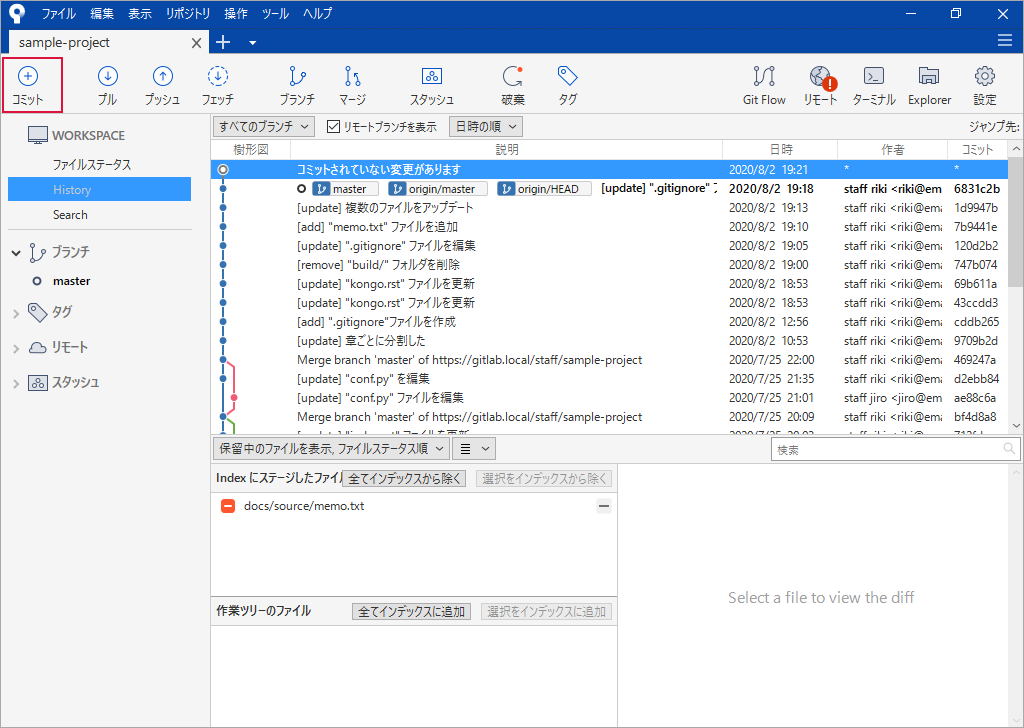 ファイル 編集 表示 リポジトリ 操作 ツール ヘルプ
sample-project
コミット プル プッシュ フェッチ ブランチ マージ スタッシュ 破棄 タグ Git Flow リモート ターミナル Explorer 設定
WORKSPACE
ファイルステータス
History
Search
ブランチ
master
タグ
リモート
スタッシュ
すべてのブランチ リモートブランチを表示 日時の順 ジャンプ先:
樹形図 説明 日時 作者 コミット
コミットされていない変更があります 2020/8/2 19:21 * *
master origin/master origin/HEAD [update] ".gitignore" 2020/8/2 19:18 staff riki <riki@em 6831c2b
[update] 複数のファイルをアップデート 2020/8/2 19:13 staff riki <riki@ema 1d9947b
[add] "memo.txt" ファイルを追加 2020/8/2 19:10 staff riki <riki@ema 7b9441e
[update] ".gitignore" ファイルを編集 2020/8/2 19:05 staff riki <riki@ema 120d2b2
[remove] "build/" フォルダを削除 2020/8/2 19:00 staff riki <riki@ema 747b074
[update] "kongo.rst" ファイルを更新 2020/8/2 18:53 staff riki <riki@ema 69b611a
[update] "kongo.rst" ファイルを更新 2020/8/2 18:53 staff riki <riki@ema 43ccdd3
[add] ".gitignore"ファイルを作成 2020/8/2 12:56 staff riki <riki@ema cddb265
[update] 章ごとに分割した 2020/8/2 10:53 staff riki <riki@ema 9709b2d
Merge branch 'master' of https://gitlab.local/staff/sample-project 2020/7/25 22:00 staff riki <riki@ema 469247a
[update] "conf.py" を編集 2020/7/25 21:35 staff riki <riki@ema d2ebb84
[update] "conf.py" ファイルを編集 2020/7/25 21:01 staff jiro <jiro@ema ae88c6a
Merge branch 'master' of https://gitlab.local/staff/sample-project 2020/7/25 20:09 staff riki <riki@ema bf4d8a8
保留中のファイルを表示, ファイルステータス順 検索
Index にステージしたファイル 全てインデックスから除く 選択をインデックスから除く
docs/source/memo.txt
作業ツリーのファイル 全てインデックスに追加 選択をインデックスに追加
Select a file to view the diff